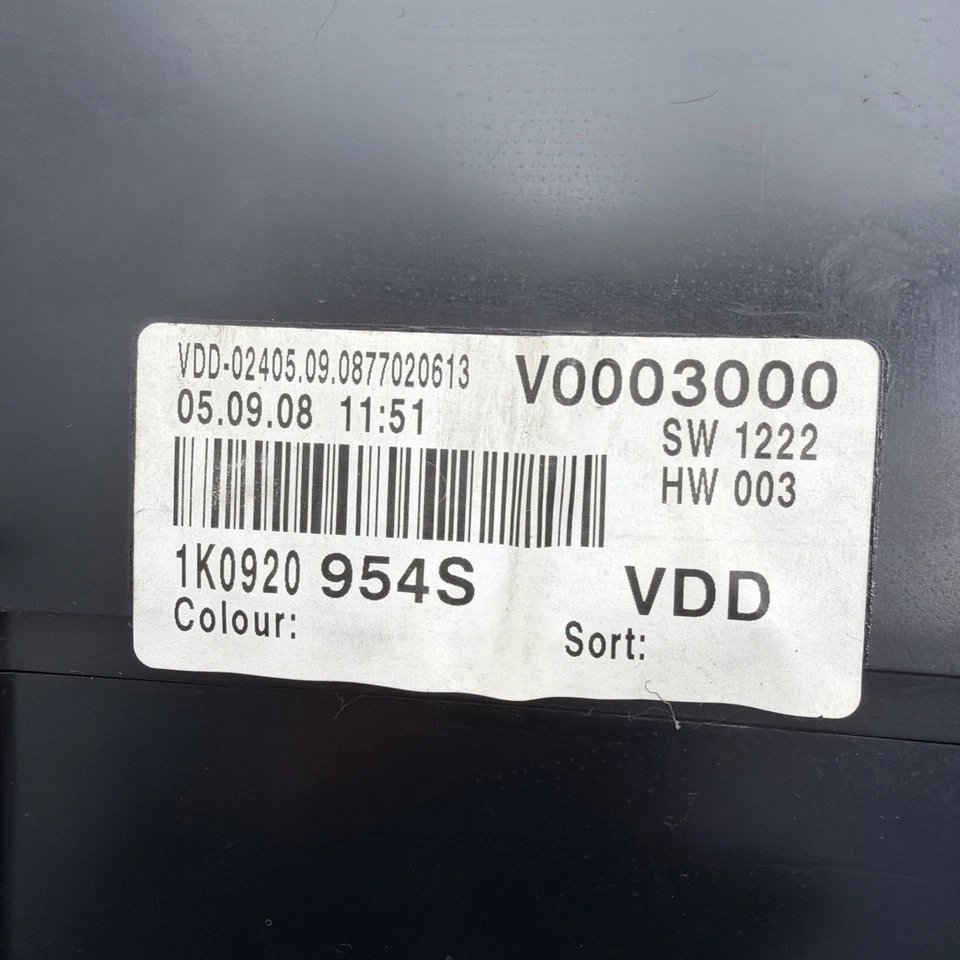 VDD-02405.09.0877020613
V0003000
05.09.08 11:51
SW 1222
HW 003
1K0920 954S
VDD
Colour:
Sort: